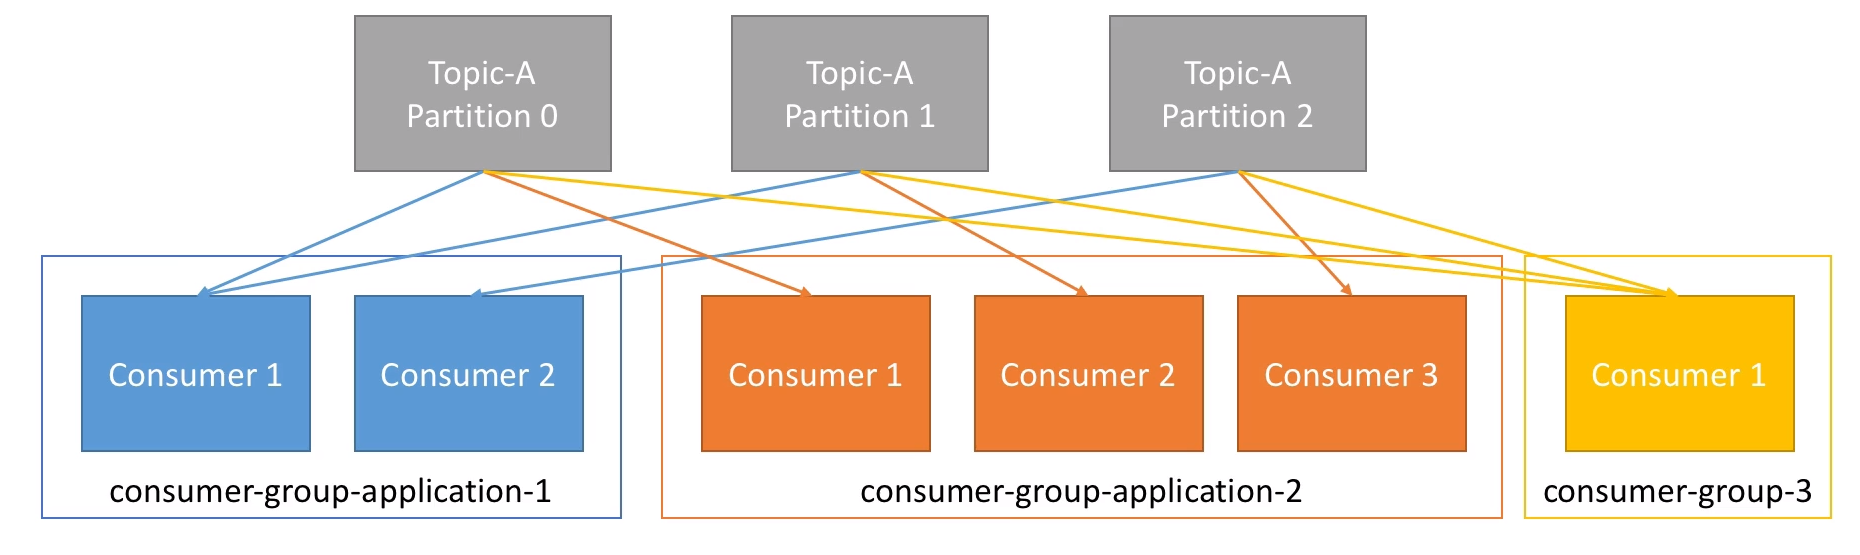 Topic-A
Partition 0
Topic-A
Partition 1
Topic-A
Partition 2
Consumer 1
Consumer 2
consumer-group-application-1
Consumer 1
Consumer 2
Consumer 3
consumer-group-application-2
Consumer 1
consumer-group-3